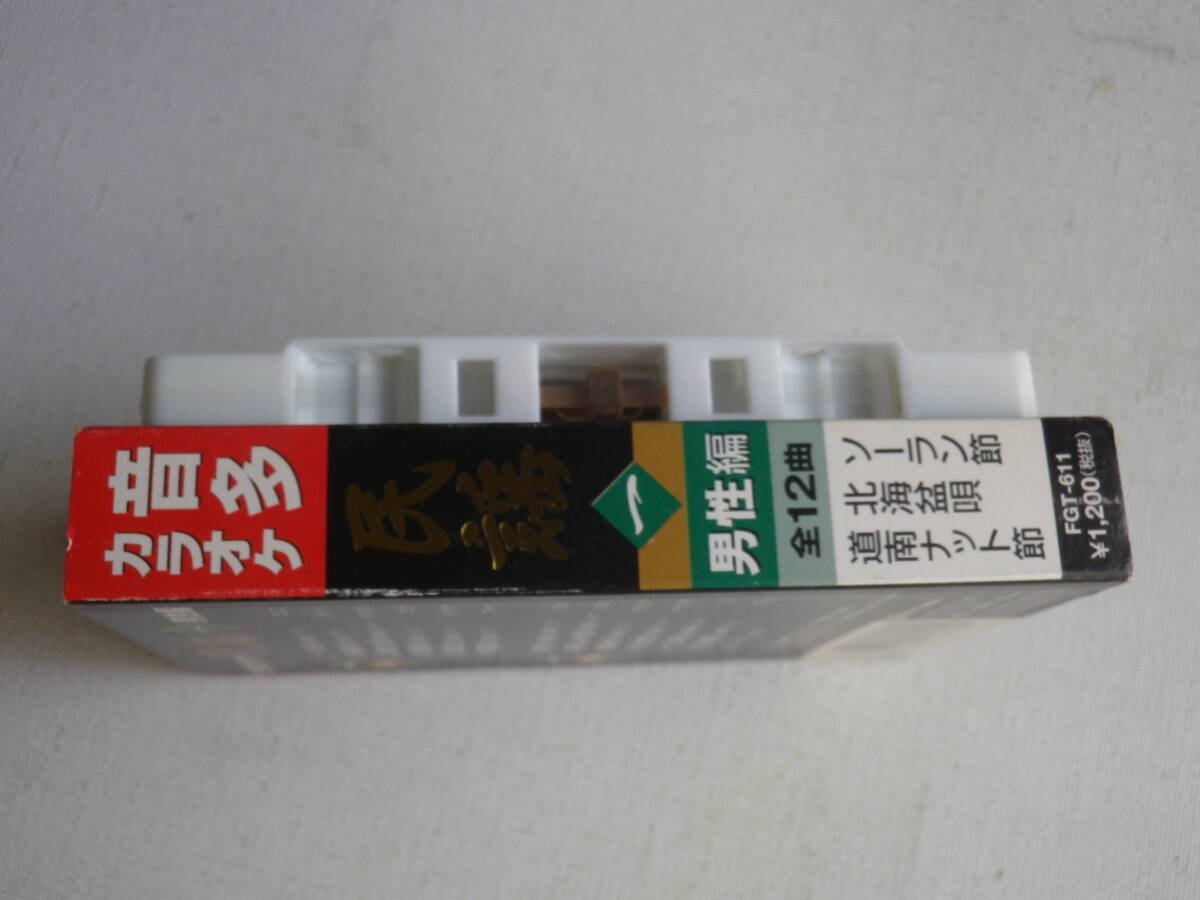 音多
カラオケ
民謡
一
男性編
全12曲
ソーラン節
北海盆唄
道南ナット節
FGT-611
¥1,200(税抜)